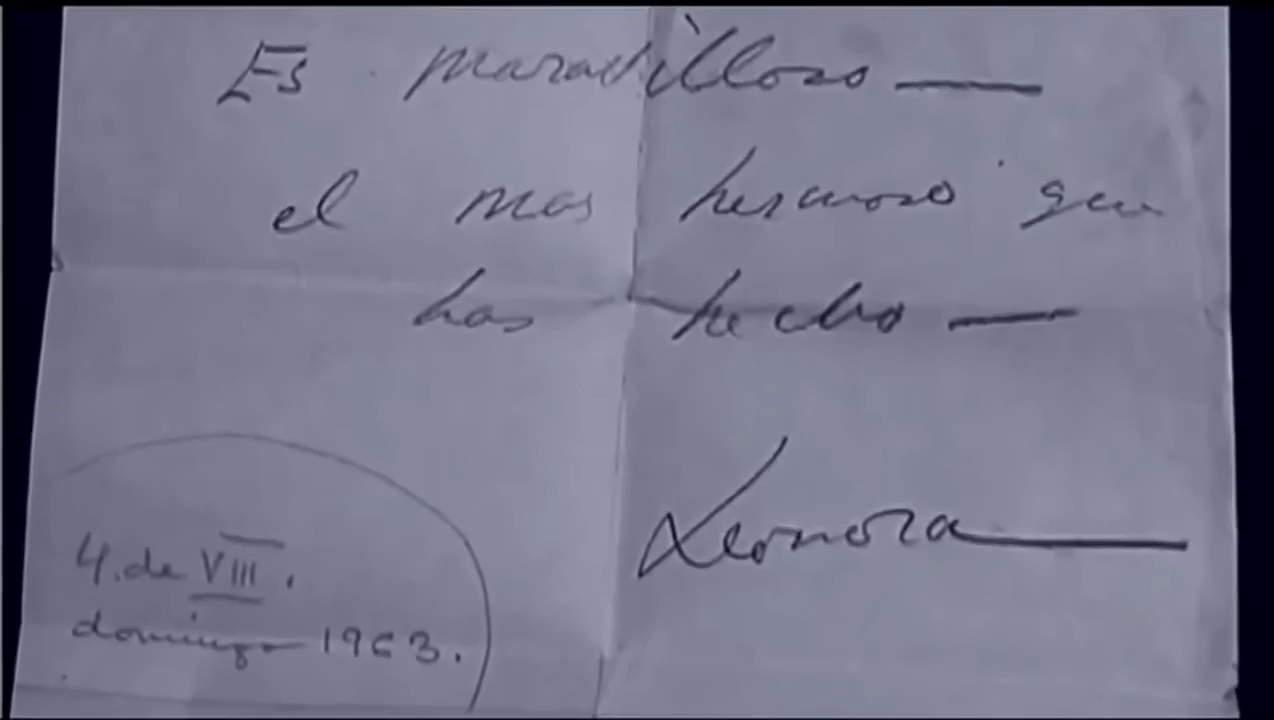 Es maravilloso —
el mas hermoso que
has hecho —
Leonora
4. de VIII.
domingo 1963.